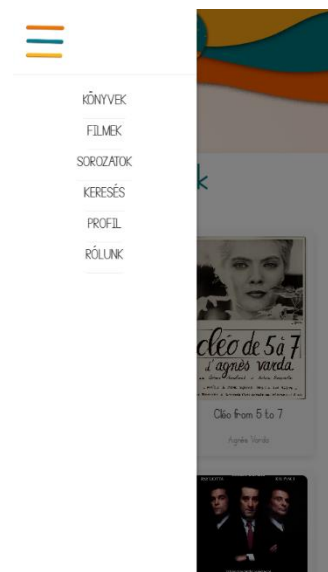 KÖNYVEK
FILMEK
SOROZATOK
KERESÉS
PROFIL
RÓLUNK
k
cléo de 5 à 7
d'agnès varda
Cléo from 5 to 7
Agnès Varda